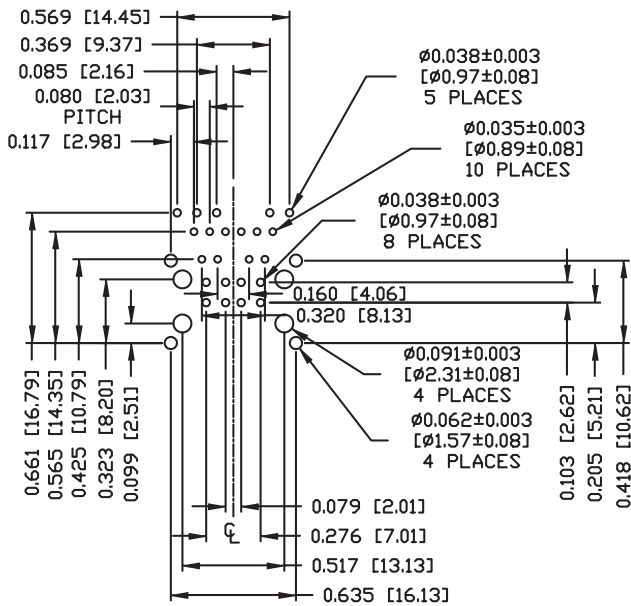 0.569 [14.45]
0.369 [9.37]
0.085 [2.16]
0.080 [2.03]
PITCH
0.117 [2.98]
Ø0.038±0.003
[Ø0.97±0.08]
5 PLACES
Ø0.035±0.003
[Ø0.89±0.08]
10 PLACES
Ø0.038±0.003
[Ø0.97±0.08]
8 PLACES
0.160 [4.06]
0.320 [8.13]
Ø0.091±0.003
[Ø2.31±0.08]
4 PLACES
Ø0.062±0.003
[Ø1.57±0.08]
4 PLACES
0.661 [16.79]
0.565 [14.35]
0.425 [10.79]
0.323 [8.20]
0.099 [2.51]
0.103 [2.62]
0.205 [5.21]
0.418 [10.62]
0.079 [2.01]
℄
0.276 [7.01]
0.517 [13.13]
0.635 [16.13]